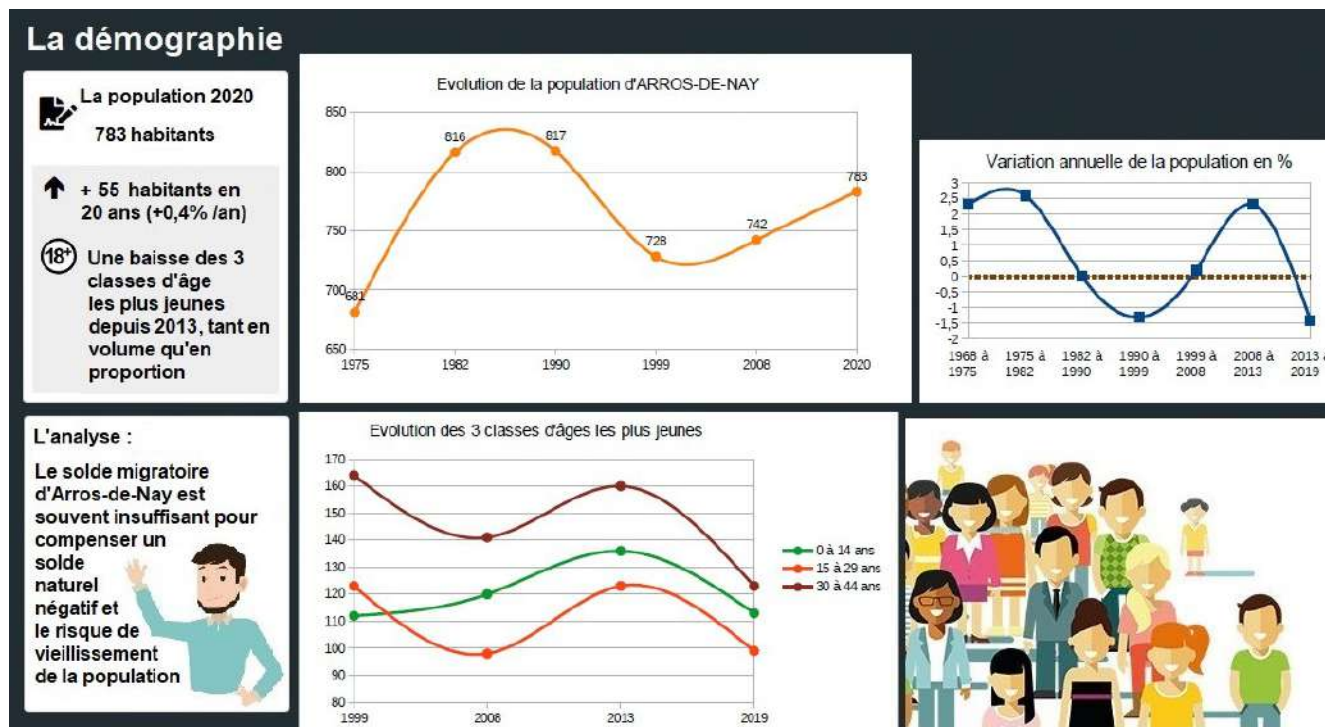 La démographie
La population 2020
783 habitants
+ 55 habitants en
20 ans (+0,4% /an)
18+
Une baisse des 3
classes d'âge
les plus jeunes
depuis 2013, tant en
volume qu'en
proportion
Evolution de la population d'ARROS-DE-NAY
850
800
750
700
650
681
816
817
728
742
783
1975
1982
1990
1999
2008
2020
Variation annuelle de la population en %
3
2,5
2
1,5
1
0,5
0
-0,5
-1
-1,5
-2
1968 à
1975
1975 à
1982
1982 à
1990
1990 à
1999
1999 à
2008
2008 à
2013
2013 à
2019
L'analyse :
Le solde migratoire
d'Arros-de-Nay est
souvent insuffisant pour
compenser un
solde
naturel
négatif et
le risque de
vieillissement
de la population
Evolution des 3 classes d'âges les plus jeunes
170
160
150
140
130
120
110
100
90
80
1999
2008
2013
2019
0 à 14 ans
15 à 29 ans
30 à 44 ans